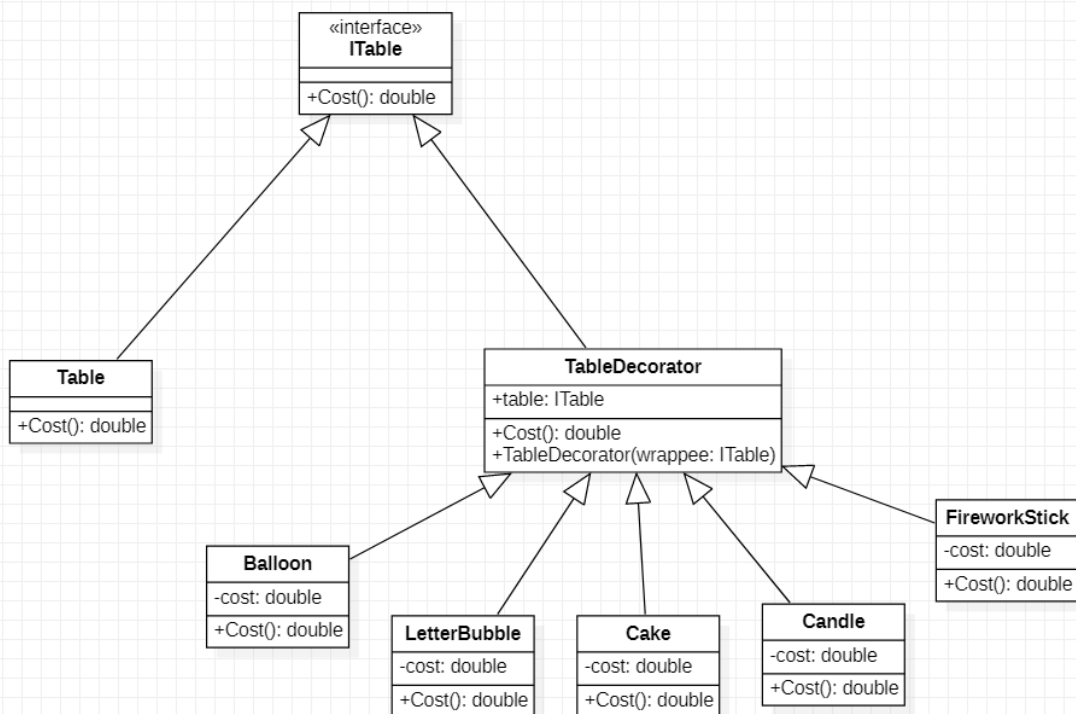 «interface»
ITable
+Cost(): double
Table
+Cost(): double
TableDecorator
+table: ITable
+Cost(): double
+TableDecorator(wrappee: ITable)
Balloon
-cost: double
+Cost(): double
LetterBubble
-cost: double
+Cost(): double
Cake
-cost: double
+Cost(): double
Candle
-cost: double
+Cost(): double
FireworkStick
-cost: double
+Cost(): double